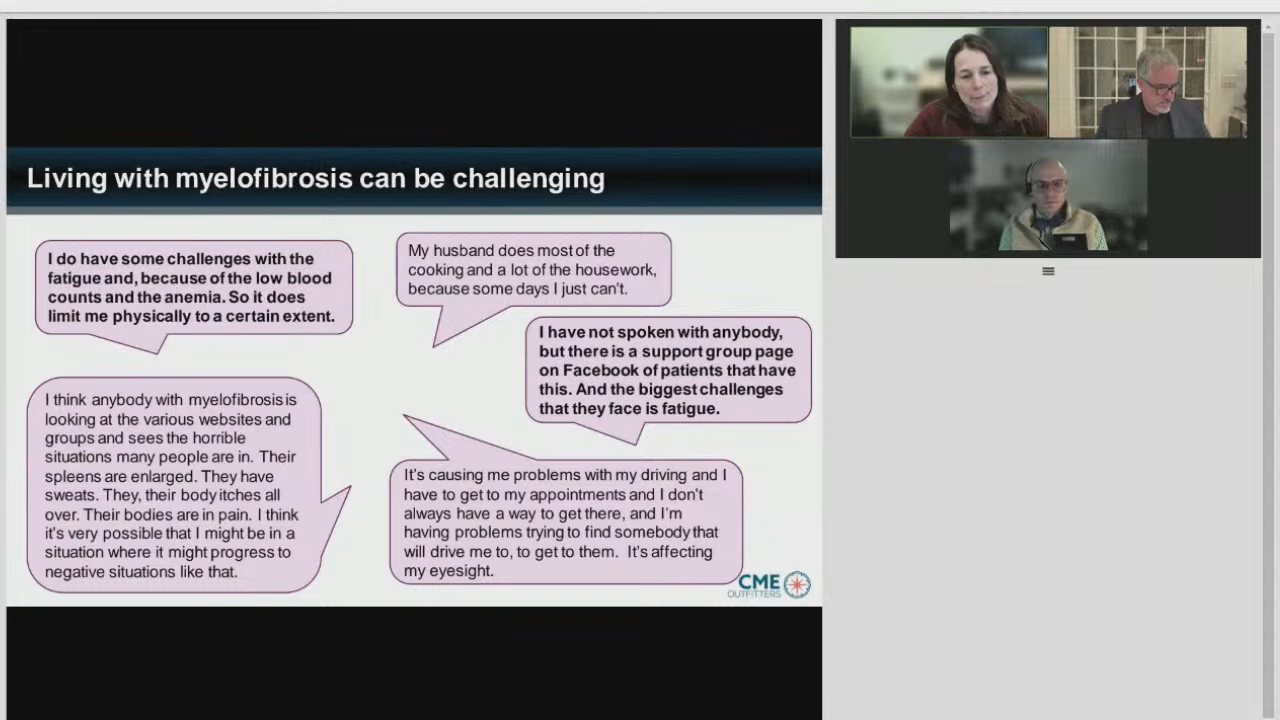 Living with myelofibrosis can be challenging
I do have some challenges with the
fatigue and, because of the low blood
counts and the anemia. So it does
limit me physically to a certain extent.
My husband does most of the
cooking and a lot of the housework,
because some days I just can't.
I have not spoken with anybody,
but there is a support group page
on Facebook of patients that have
this. And the biggest challenges
that they face is fatigue.
I think anybody with myelofibrosis is
looking at the various websites and
groups and sees the horrible
situations many people are in. Their
spleens are enlarged. They have
sweats. They, their body itches all
over. Their bodies are in pain. I think
it's very possible that I might be in a
situation where it might progress to
negative situations like that.
It's causing me problems with my driving and I
have to get to my appointments and I don't
always have a way to get there, and I'm
having problems trying to find somebody that
will drive me to, to get to them. It's affecting
my eyesight.
CME
OUTFITTERS